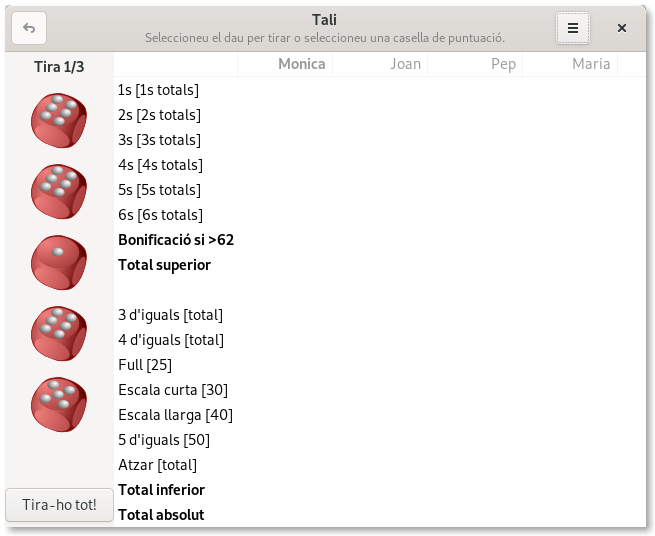 Tali
Seleccioneu el dau per tirar o seleccioneu una casella de puntuació.
Tira 1/3
Monica Joan Pep Maria
1s [1s totals]
2s [2s totals]
3s [3s totals]
4s [4s totals]
5s [5s totals]
6s [6s totals]
Bonificació si >62
Total superior
3 d'iguals [total]
4 d'iguals [total]
Full [25]
Escala curta [30]
Escala llarga [40]
5 d'iguals [50]
Atzar [total]
Total inferior
Total absolut
Tira-ho tot!